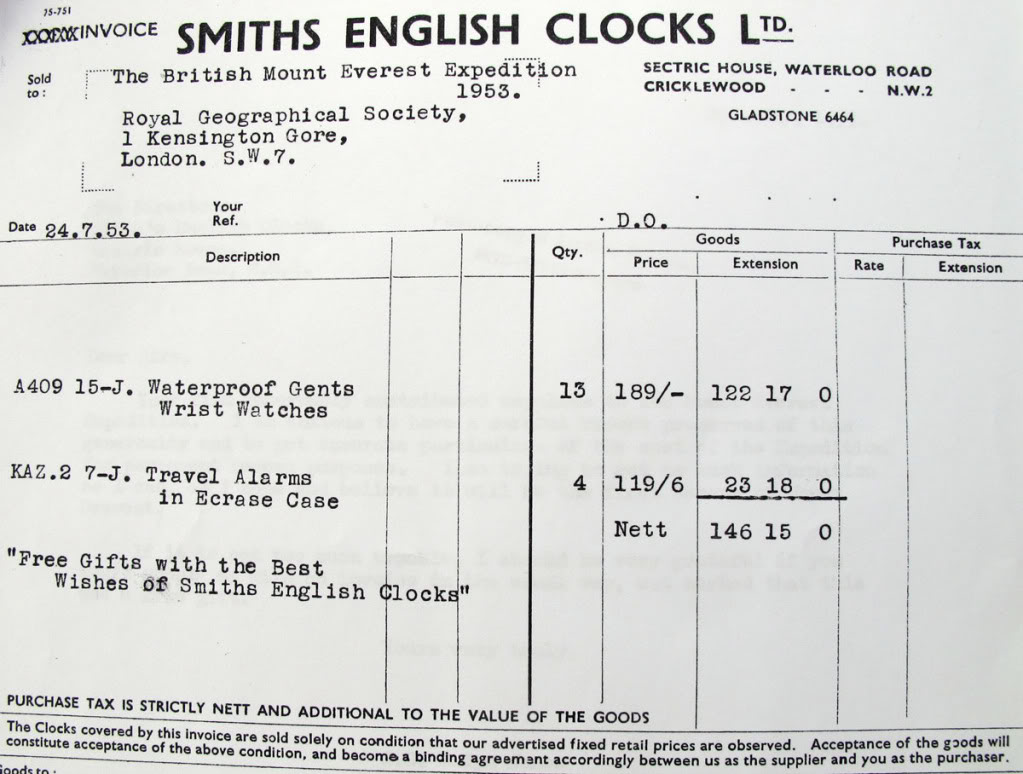 75-751
XXXXX INVOICE SMITHS ENGLISH CLOCKS LTD.
Sold to: The British Mount Everest Expedition
1953.
Royal Geographical Society,
1 Kensington Gore,
London. S.W.7.
SECTRIC HOUSE, WATERLOO ROAD
CRICKLEWOOD - - - N.W.2
GLADSTONE 6464
Date 24.7.53. Your Ref. D.O.
Description Qty. Goods Purchase Tax
Price Extension Rate Extension
A409 15-J. Waterproof Gents 13 189/- 122 17 0
Wrist Watches
KAZ.2 7-J. Travel Alarms 4 119/6 23 18 0
in Ecrase Case
Nett 146 15 0
"Free Gifts with the Best
Wishes of Smiths English Clocks"
PURCHASE TAX IS STRICTLY NETT AND ADDITIONAL TO THE VALUE OF THE GOODS
The Clocks covered by this invoice are sold solely on condition that our advertised fixed retail prices are observed. Acceptance of the goods will
constitute acceptance of the above condition, and become a binding agreement accordingly between us as the supplier and you as the purchaser.
Goods to :